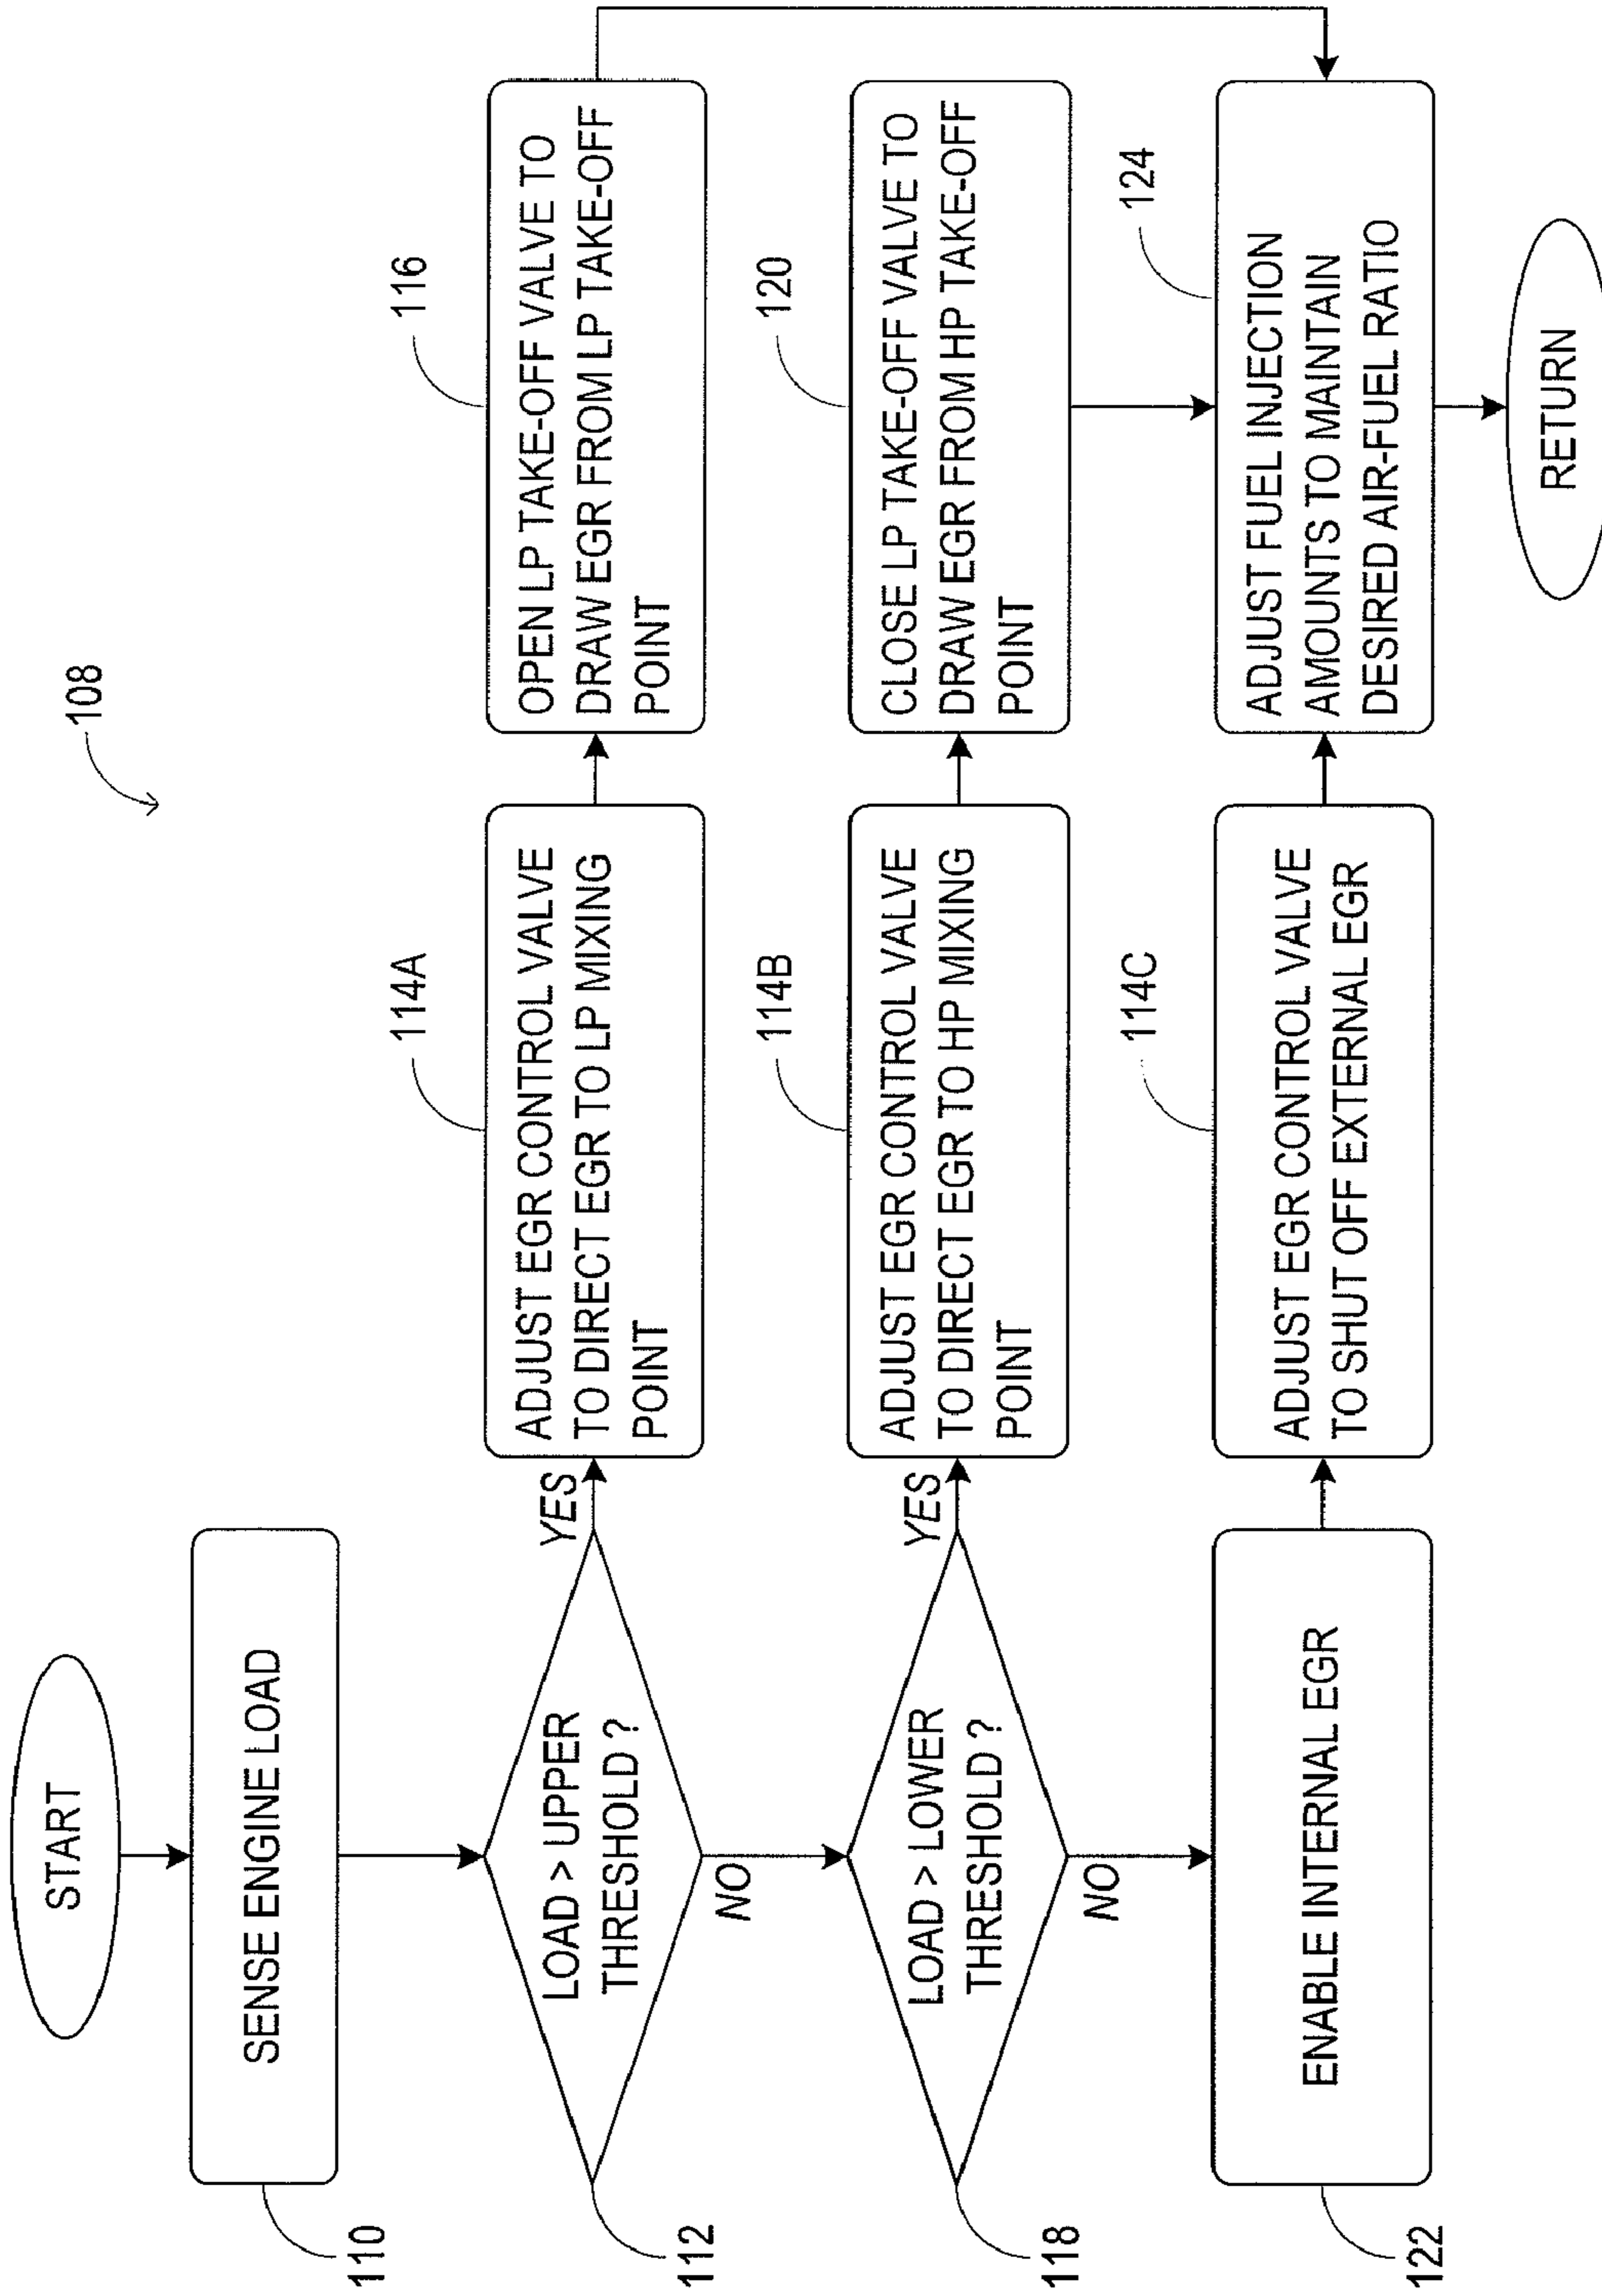 108
START
110
SENSE ENGINE LOAD
112
LOAD > UPPER
THRESHOLD ?
YES
NO
114A
ADJUST EGR CONTROL VALVE
TO DIRECT EGR TO LP MIXING
POINT
116
OPEN LP TAKE-OFF VALVE TO
DRAW EGR FROM LP TAKE-OFF
POINT
118
LOAD > LOWER
THRESHOLD ?
YES
NO
114B
ADJUST EGR CONTROL VALVE
TO DIRECT EGR TO HP MIXING
POINT
120
CLOSE LP TAKE-OFF VALVE TO
DRAW EGR FROM HP TAKE-OFF
POINT
122
ENABLE INTERNAL EGR
114C
ADJUST EGR CONTROL VALVE
TO SHUT OFF EXTERNAL EGR
124
ADJUST FUEL INJECTION
AMOUNTS TO MAINTAIN
DESIRED AIR-FUEL RATIO
RETURN